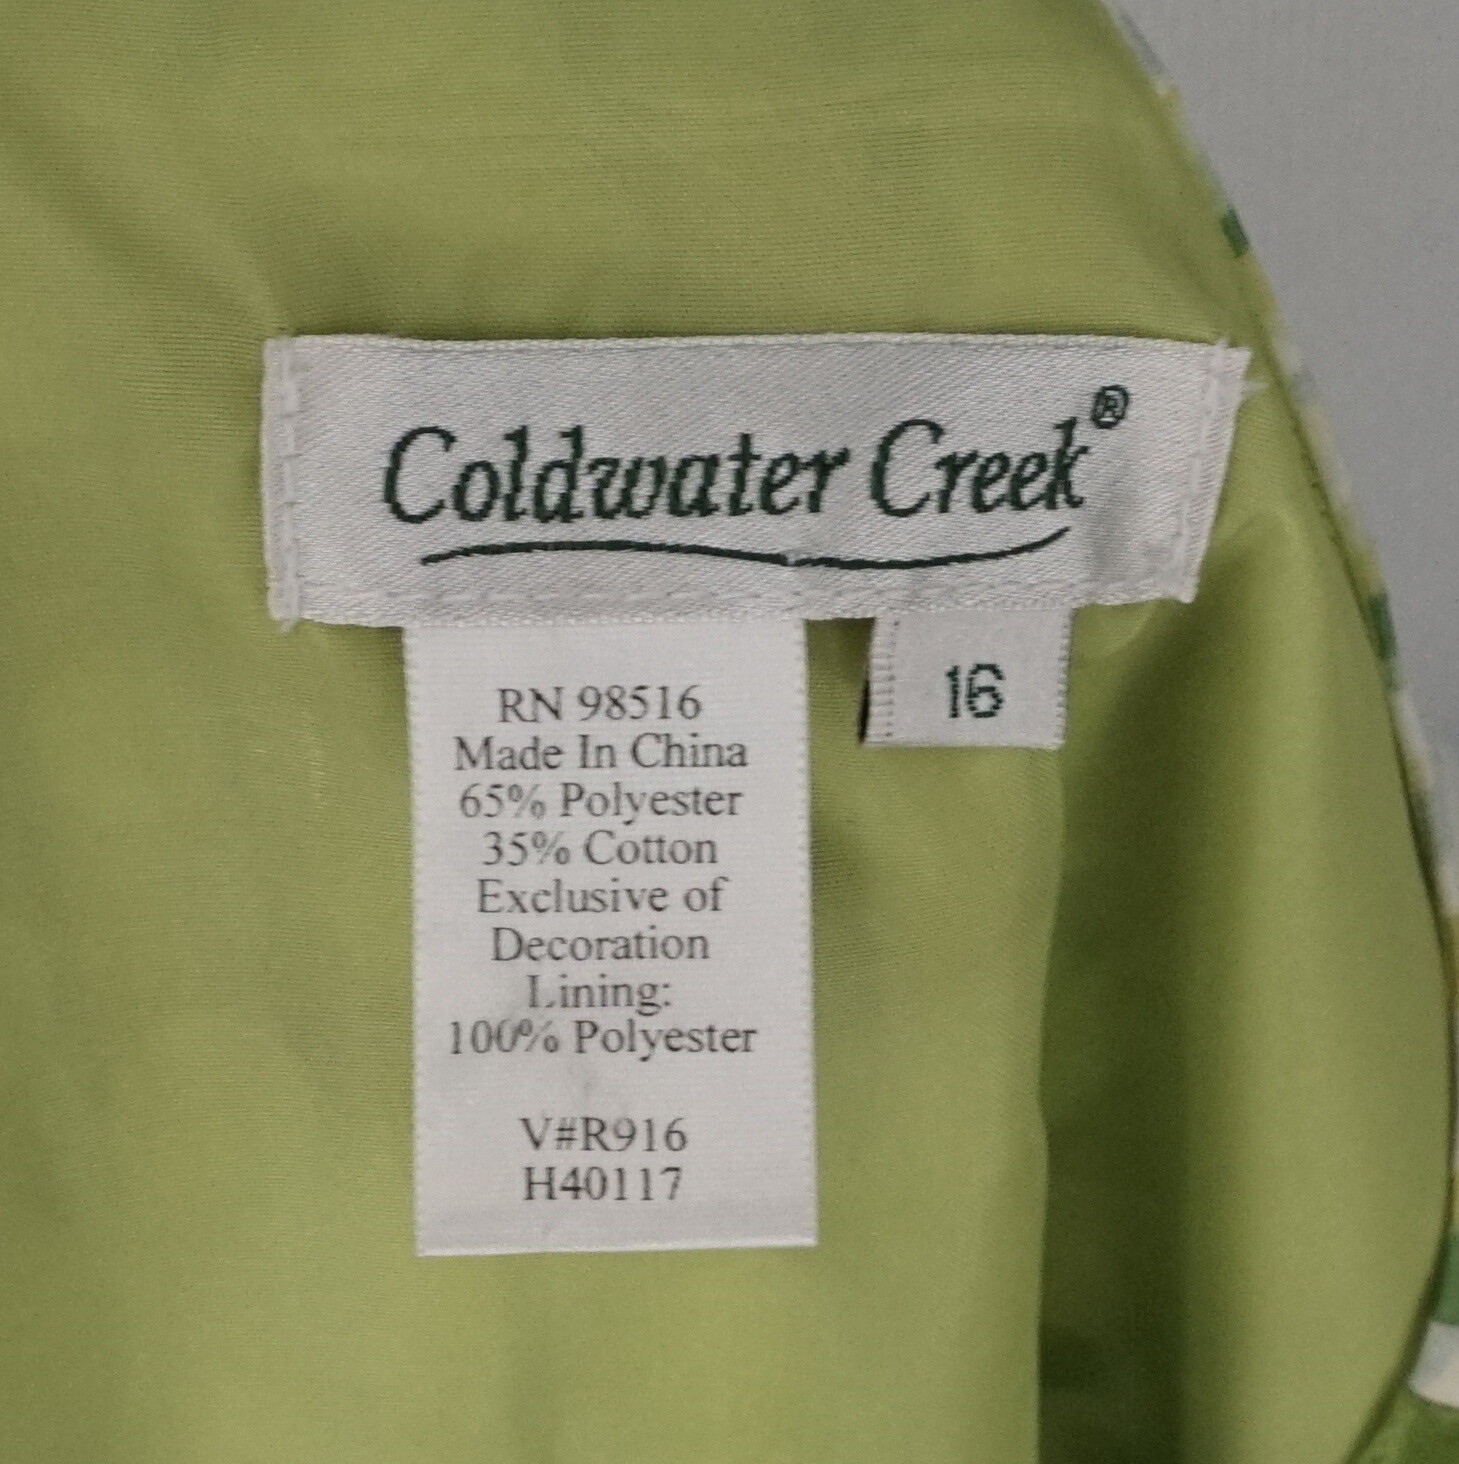 Coldwater Creek®
16
RN 98516
Made In China
65% Polyester
35% Cotton
Exclusive of
Decoration
Lining:
100% Polyester
V#R916
H40117